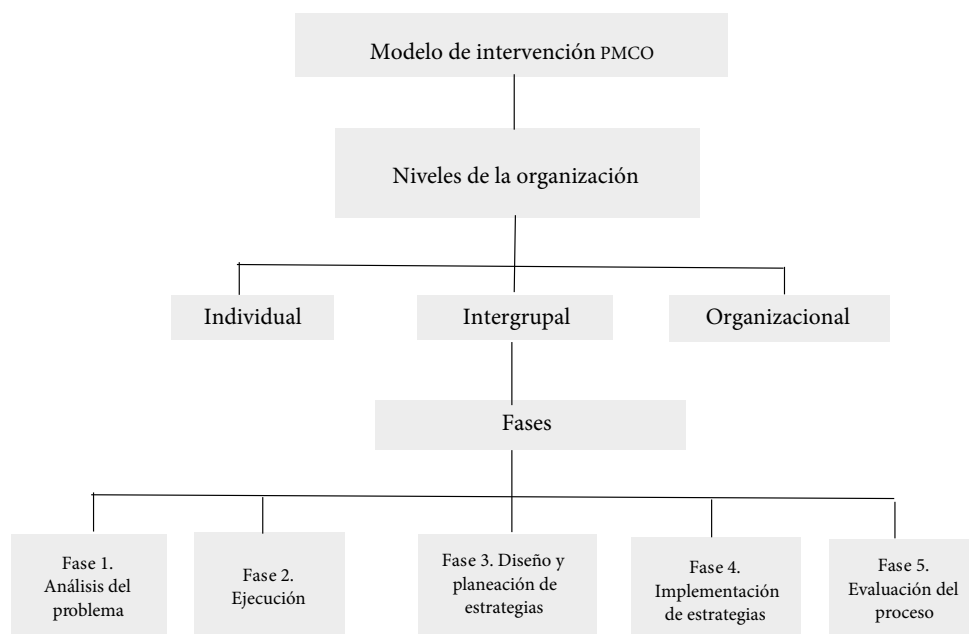 Modelo de intervención PMCO
Niveles de la organización
Individual
Intergrupal
Organizacional
Fases
Fase 1.
Análisis del
problema
Fase 2.
Ejecución
Fase 3. Diseño y
planeación de
estrategias
Fase 4.
Implementación
de estrategias
Fase 5.
Evaluación del
proceso